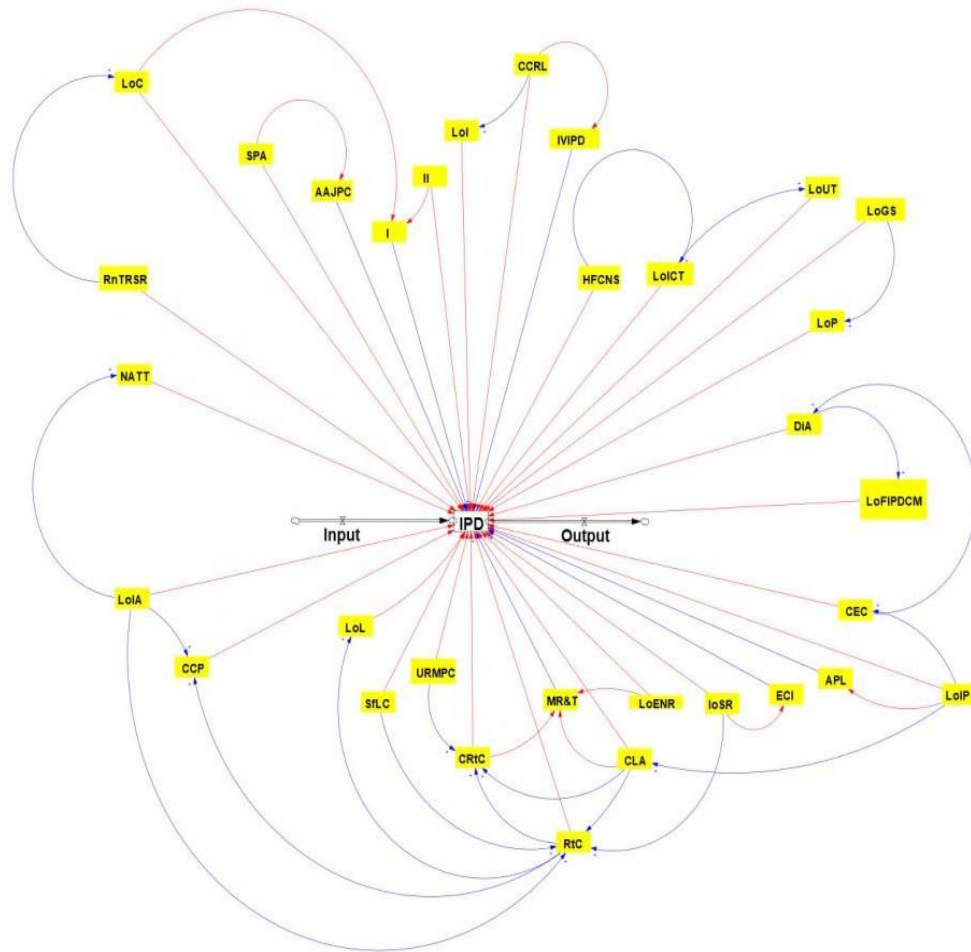 CCRL
LoC
LoI
IVIPD
SPA
AAJPC
II
LoUT
LoGS
I
RnTRSR
HFCNS
LoICT
LoP
NATT
DiA
LoFIPDCM
IPD
Input
Output
LoIA
CEC
LoL
CCP
URMPC
APL
LoIP
SfLC
MR&T
LoENR
IoSR
ECI
CRtC
CLA
RtC